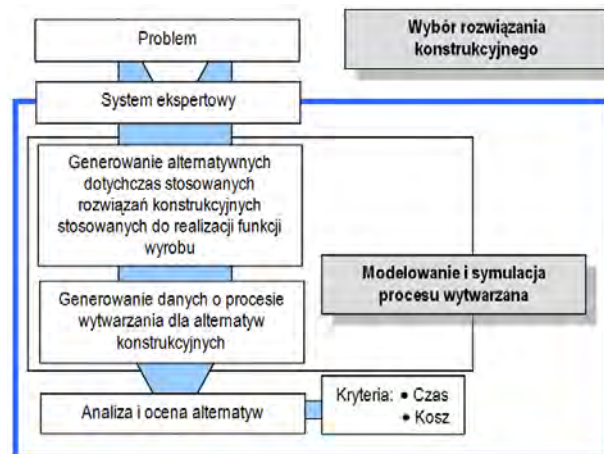 Problem
Wybór rozwiązania
konstrukcyjnego
System ekspertowy
Generowanie alternatywnych
dotychczas stosowanych
rozwiązań konstrukcyjnych
stosowanych do realizacji funkcji
wyrobu
Modelowanie i symulacja
procesu wytwarzana
Generowanie danych o procesie
wytwarzania dla alternatyw
konstrukcyjnych
Analiza i ocena alternatyw
Kryteria: • Czas
• Kosz